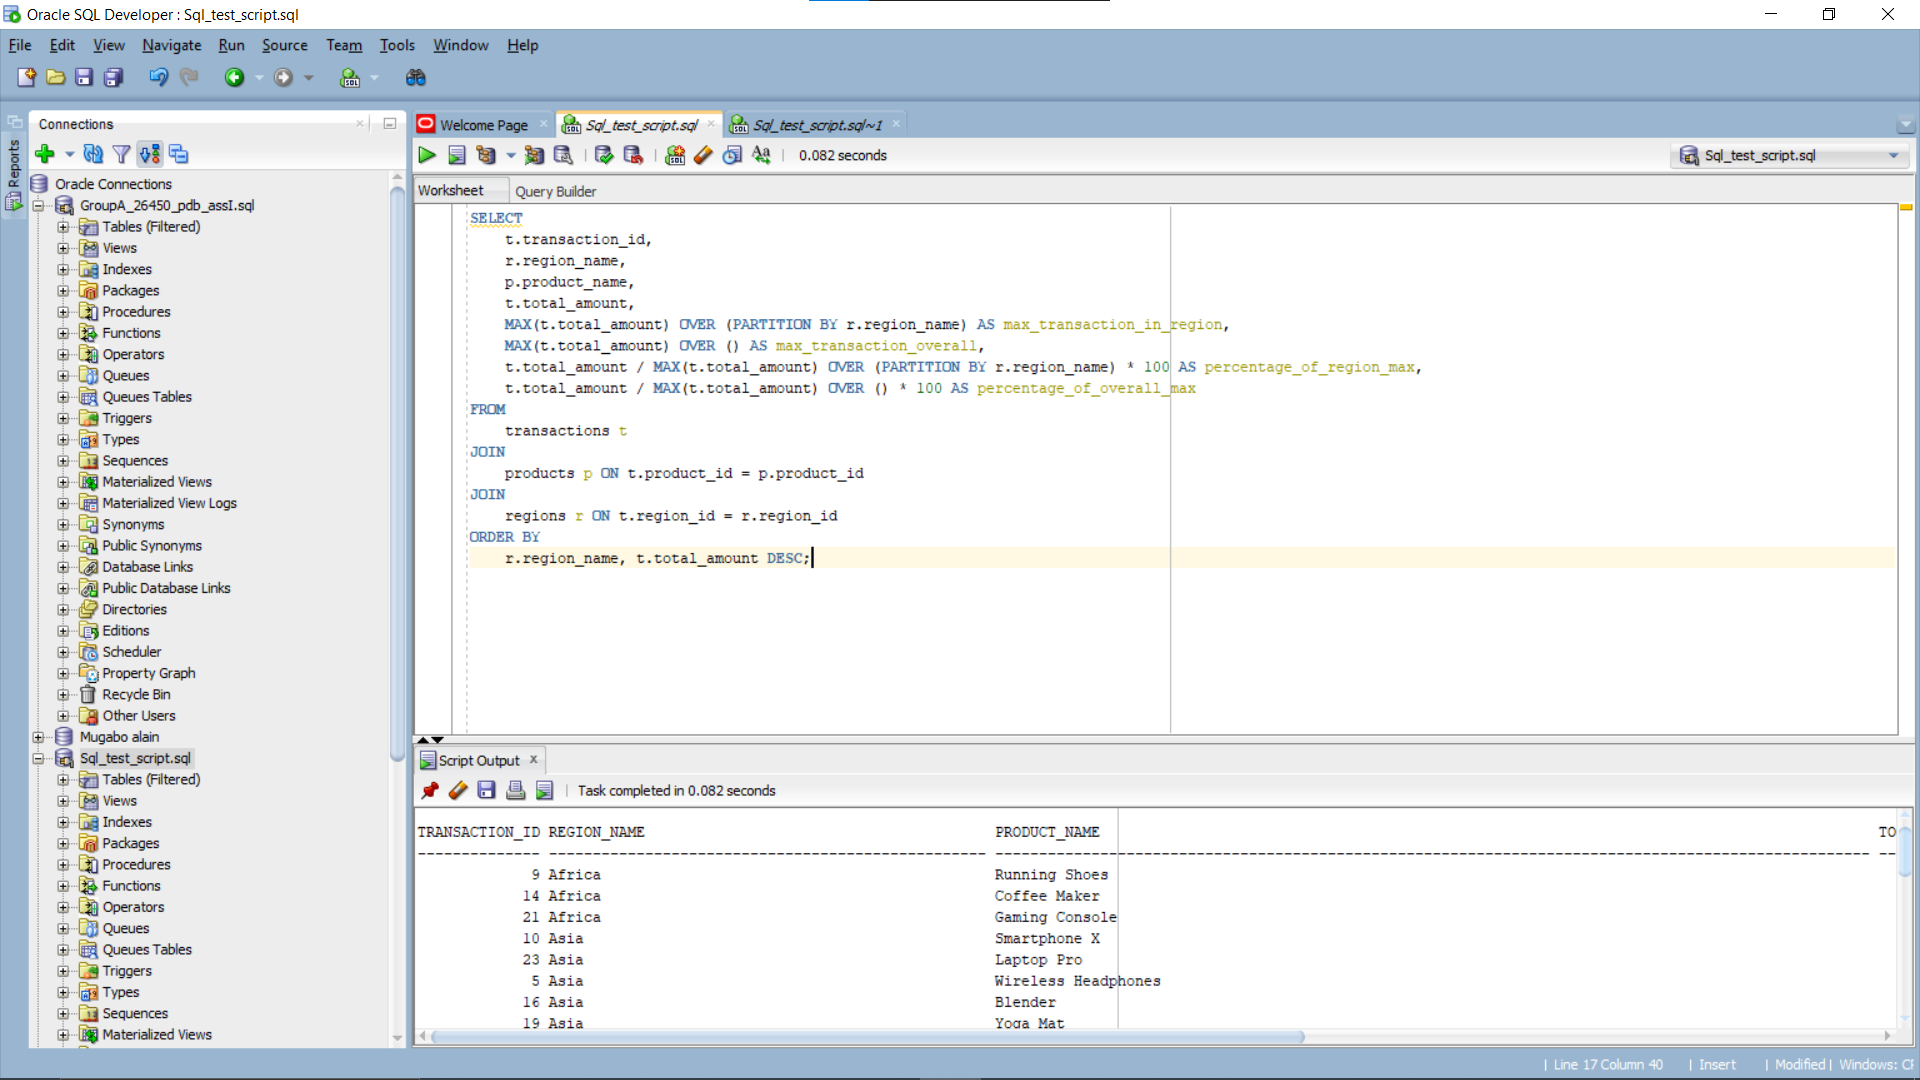 Oracle SQL Developer : Sql_test_script.sql
File Edit View Navigate Run Source Team Tools Window Help
Reports
Connections
Oracle Connections
GroupA_26450_pdb_assI.sql
Tables (Filtered)
Views
Indexes
Packages
Procedures
Functions
Operators
Queues
Queues Tables
Triggers
Types
Sequences
Materialized Views
Materialized View Logs
Synonyms
Public Synonyms
Database Links
Public Database Links
Directories
Editions
Scheduler
Property Graph
Recycle Bin
Other Users
Mugabo alain
Sql_test_script.sql
Tables (Filtered)
Views
Indexes
Packages
Procedures
Functions
Operators
Queues
Queues Tables
Triggers
Types
Sequences
Materialized Views
Welcome Page Sql_test_script.sql Sql_test_script.sql~1
0.082 seconds Sql_test_script.sql
Worksheet Query Builder
SELECT
t.transaction_id,
r.region_name,
p.product_name,
t.total_amount,
MAX(t.total_amount) OVER (PARTITION BY r.region_name) AS max_transaction_in_region,
MAX(t.total_amount) OVER () AS max_transaction_overall,
t.total_amount / MAX(t.total_amount) OVER (PARTITION BY r.region_name) * 100 AS percentage_of_region_max,
t.total_amount / MAX(t.total_amount) OVER () * 100 AS percentage_of_overall_max
FROM
transactions t
JOIN
products p ON t.product_id = p.product_id
JOIN
regions r ON t.region_id = r.region_id
ORDER BY
r.region_name, t.total_amount DESC;
Script Output
Task completed in 0.082 seconds
TRANSACTION_ID REGION_NAME PRODUCT_NAME TO
9 Africa Running Shoes
14 Africa Coffee Maker
21 Africa Gaming Console
10 Asia Smartphone X
23 Asia Laptop Pro
5 Asia Wireless Headphones
16 Asia Blender
19 Asia Yoga Mat
| Line 17 Column 40 | Insert | Modified | Windows: C